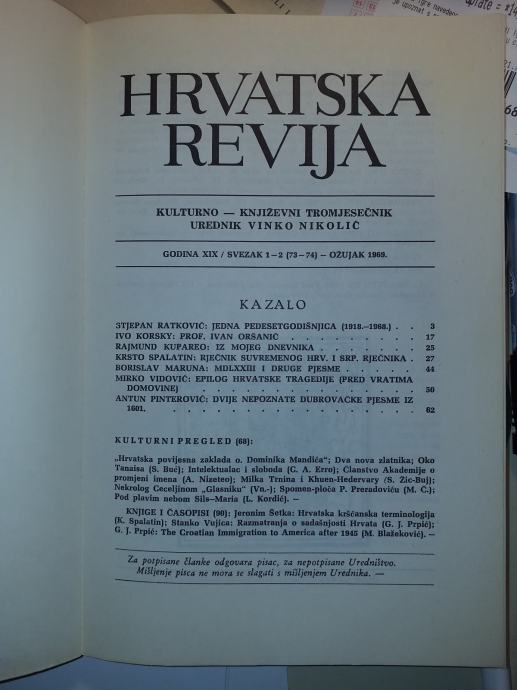 HRVATSKA
REVIJA
KULTURNO — KNJIŽEVNI TROMJESEČNIK
UREDNIK VINKO NIKOLIĆ
GODINA XIX / SVEZAK 1-2 (73-74) - OŽUJAK 1969.
KAZALO
STJEPAN RATKOVIĆ: JEDNA PEDESETGODIŠNJICA (1918.—1968.) . . 3
IVO KORSKY: PROF. IVAN ORŠANIĆ . . . . . . . . 17
RAJMUND KUPAREO: IZ MOJEG DNEVNIKA . . . . . . 25
KRSTO SPALATIN: RJEČNIK SUVREMENOG HRV. I SRP. RJEČNIKA . 27
BORISLAV MARUNA: MDLXXIII I DRUGE PJESME . . . . . 44
MIRKO VIDOVIĆ: EPILOG HRVATSKE TRAGEDIJE (PRED VRATIMA
DOMOVINE) . . . . . . . . . . . . . 50
ANTUN PINTEROVIĆ: DVIJE NEPOZNATE DUBROVAČKE PJESME IZ
1601. . . . . . . . . . . . . . . 62
KULTURNI PREGLED (68):
„Hrvatska povijesna zaklada o. Dominika Mandića"; Dva nova zlatnika; Oko
Tanaisa (S. Buć); Intelektualac i sloboda (C. A. Erro); Članstvo Akademije o
promjeni imena (A. Nizeteo); Milka Trnina i Khuen-Hedervary (S. Žic-Buj);
Nekrolog Ceceljinom „Glasniku" (Vn.-); Spomen-ploča P. Preradoviću (M. C.);
Pod plavim nebom Sils-Maria (L. Kordić). —
KNJIGE I ČASOPISI (90): Jeronim Šetka: Hrvatska kršćanska terminologija
(K. Spalatin); Stanko Vujica: Razmatranja o sadašnjosti Hrvata (G. J. Prpić);
G. J. Prpić: The Croatian Immigration to America after 1945 (M. Blažeković). —
Za potpisane članke odgovara pisac, za nepotpisane Uredništvo.
Mišljenje pisca ne mora se slagati s mišljenjem Urednika. —